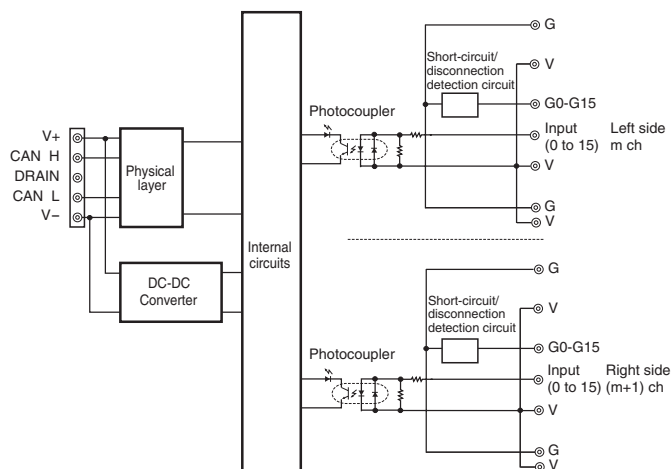 V+
CAN H
DRAIN
CAN L
V−
Physical
layer
DC-DC
Converter
Internal
circuits
Photocoupler
Short-circuit/
disconnection
detection circuit
G
V
G0-G15
Input Left side
(0 to 15) m ch
V
G
V
Photocoupler
Short-circuit/
disconnection
detection circuit
G
V
G0-G15
Input Right side
(0 to 15) (m+1) ch
V
G
V